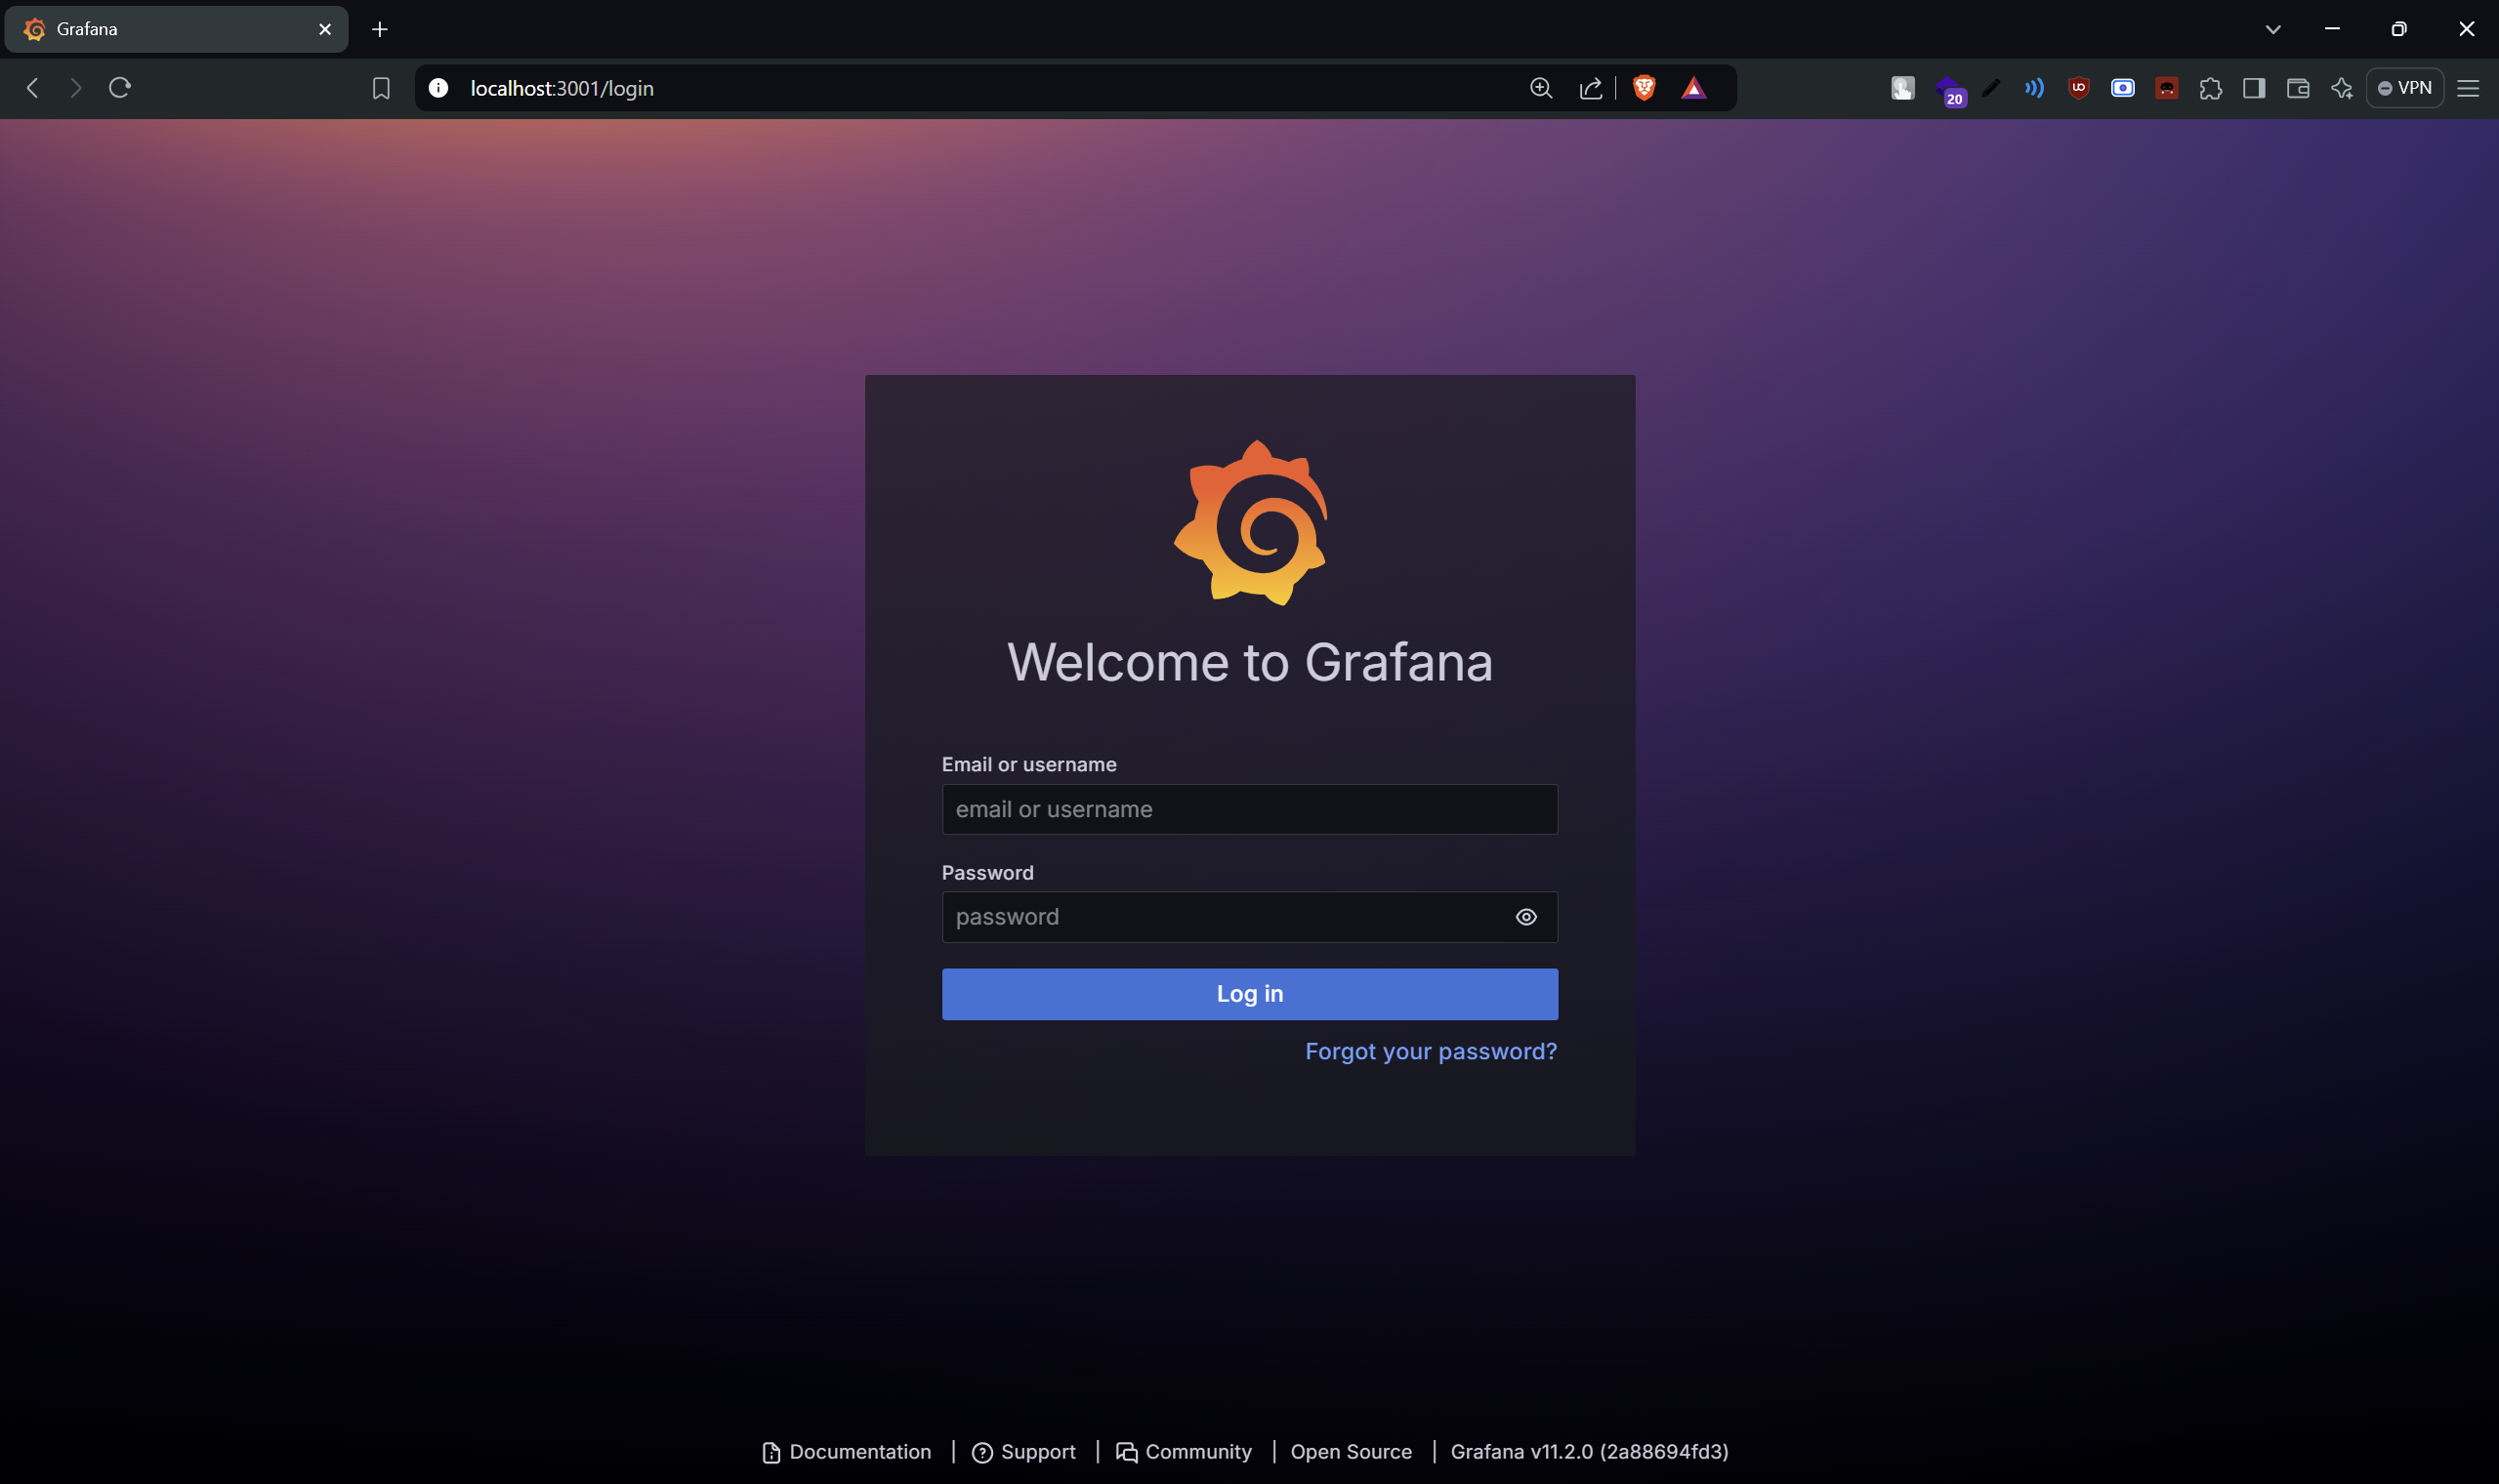 Grafana
localhost:3001/login
20
UO
VPN
Welcome to Grafana
Email or username
email or username
Password
password
Log in
Forgot your password?
Documentation | Support | Community | Open Source | Grafana v11.2.0 (2a88694fd3)